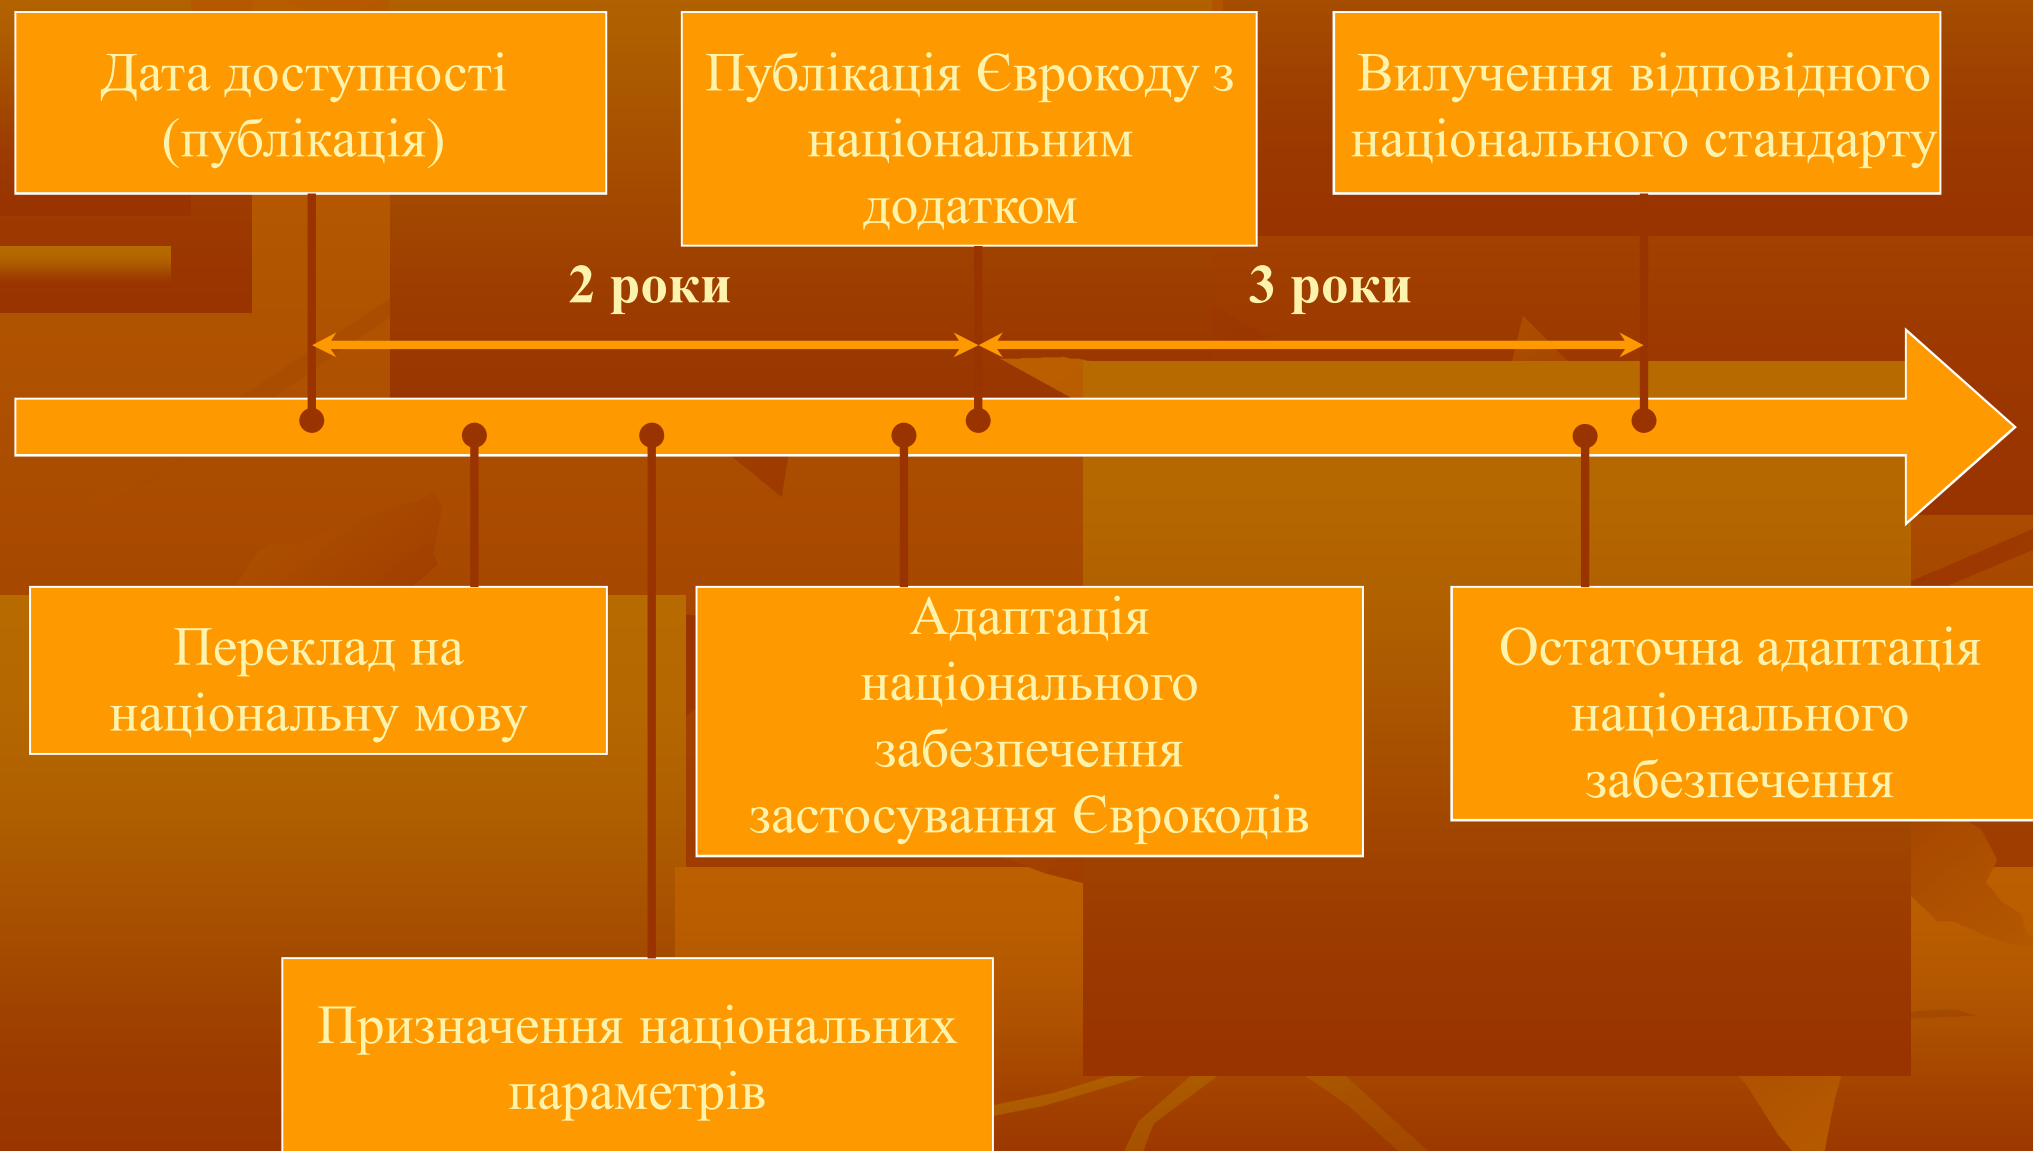 Дата доступності
(публікація)
Публікація Єврокоду з
національним
додатком
Вилучення відповідного
національного стандарту
2 роки
3 роки
Переклад на
національну мову
Адаптація
національного
забезпечення
застосування Єврокодів
Остаточна адаптація
національного
забезпечення
Призначення національних
параметрів